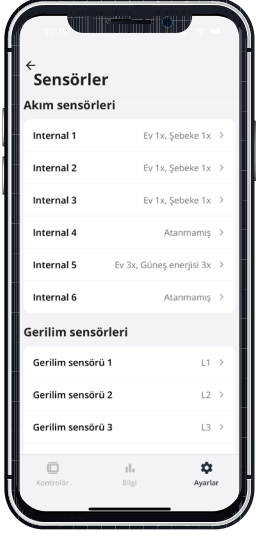 Sensörler
Akım sensörleri
Internal 1 Ev 1x, Şebeke 1x
Internal 2 Ev 1x, Şebeke 1x
Internal 3 Ev 1x, Şebeke 1x
Internal 4 Atanmamış
Internal 5 Ev 3x, Güneş enerjisi 3x
Internal 6 Atanmamış
Gerilim sensörleri
Gerilim sensörü 1 L1
Gerilim sensörü 2 L2
Gerilim sensörü 3 L3
Kontrolör Bilgi Ayarlar